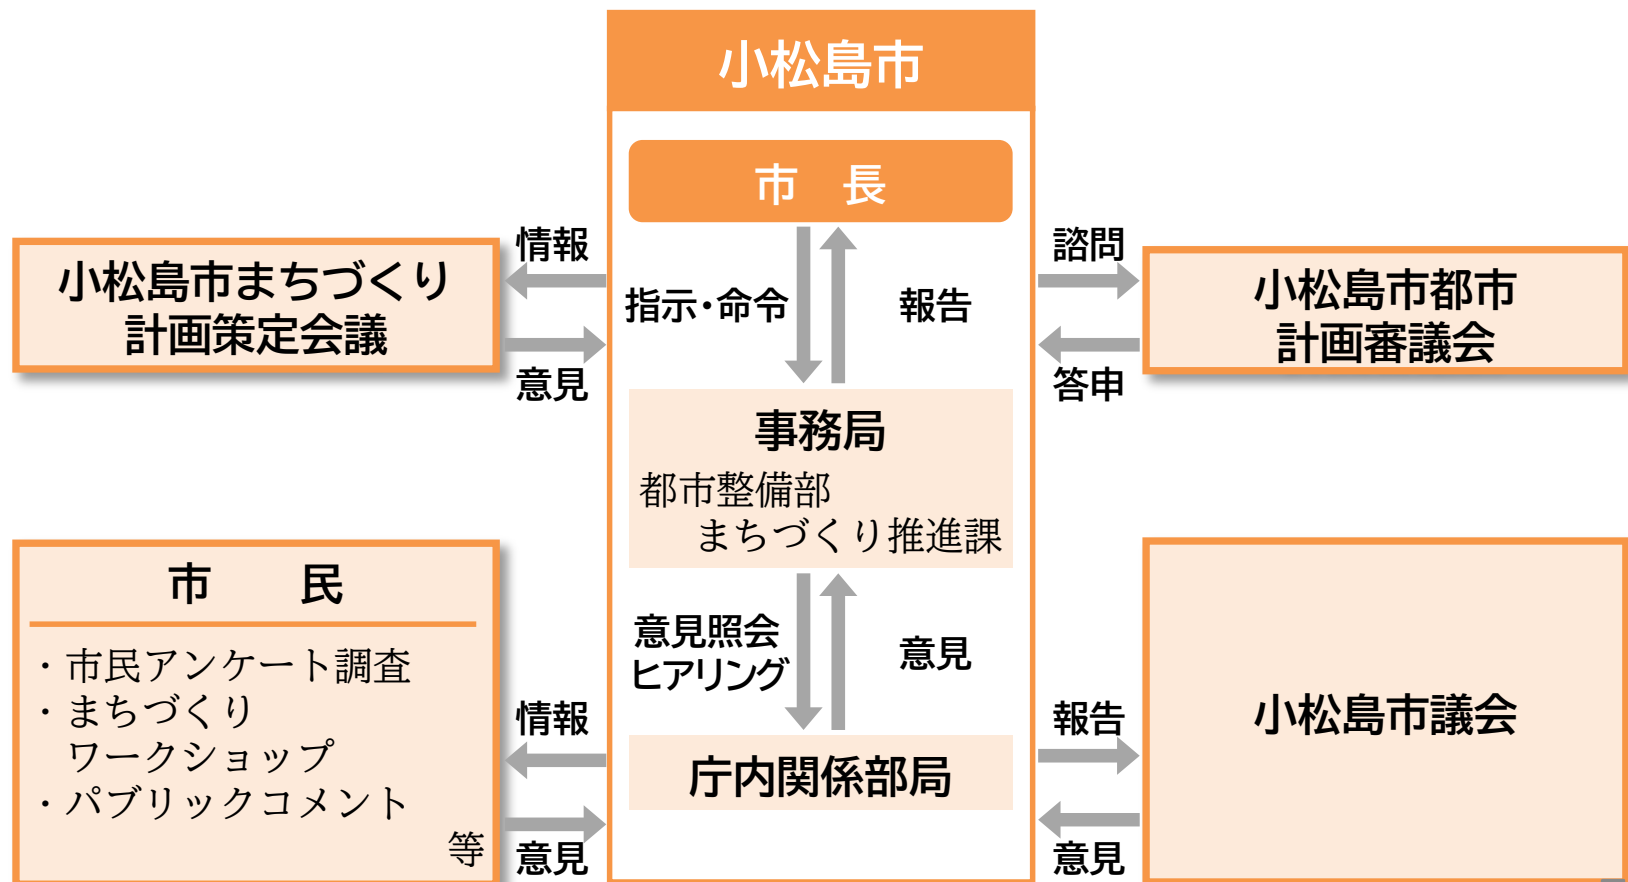 小松島市
市　長
情報
小松島市まちづくり
計画策定会議
意見
指示・命令
報告
諮問
小松島市都市
計画審議会
答申
事務局
都市整備部
まちづくり推進課
市　　民
・市民アンケート調査
・まちづくり
ワークショップ
・パブリックコメント
等
情報
意見
意見照会
ヒアリング
意見
庁内関係部局
報告
小松島市議会
意見